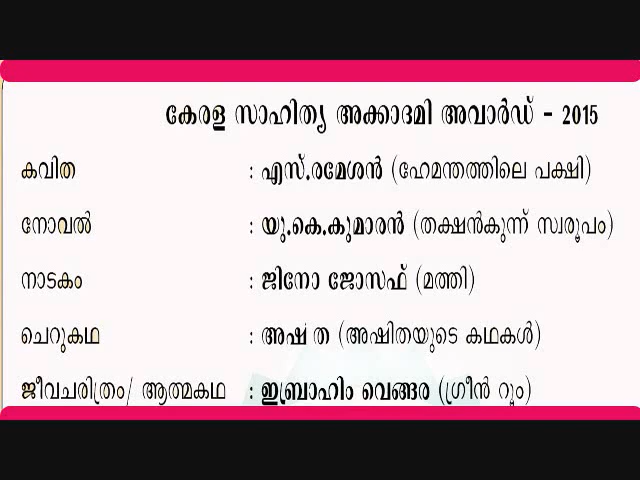 കേരള സാഹിത്യ അക്കാദമി അവാർഡ് - 2015
കവിത : എസ്.രമേശൻ (ഹേമന്തത്തിലെ പക്ഷി)
നോവൽ : യു.കെ.കുമാരൻ (തക്ഷൻകുന്ന് സ്വരൂപം)
നാടകം : ജിനോ ജോസഫ് (മത്തി)
ചെറുകഥ : അഷിത (അഷിതയുടെ കഥകൾ)
ജീവചരിത്രം/ ആത്മകഥ : ഇബ്രാഹിം വെങ്ങര (ഗ്രീൻ റൂം)